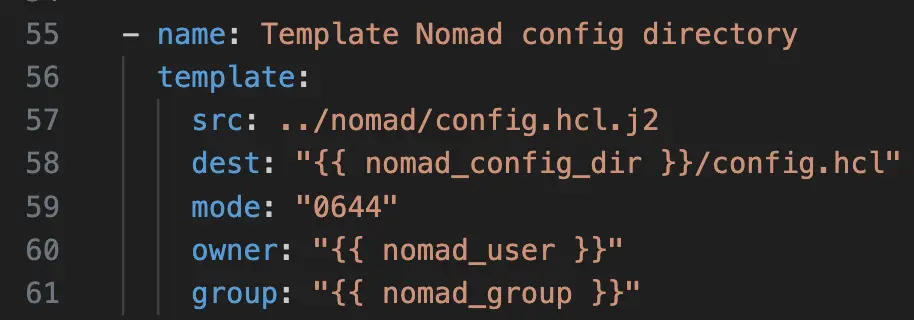 55 - name: Template Nomad config directory
56 template:
57 src: ../nomad/config.hcl.j2
58 dest: "{{ nomad_config_dir }}/config.hcl"
59 mode: "0644"
60 owner: "{{ nomad_user }}"
61 group: "{{ nomad_group }}"